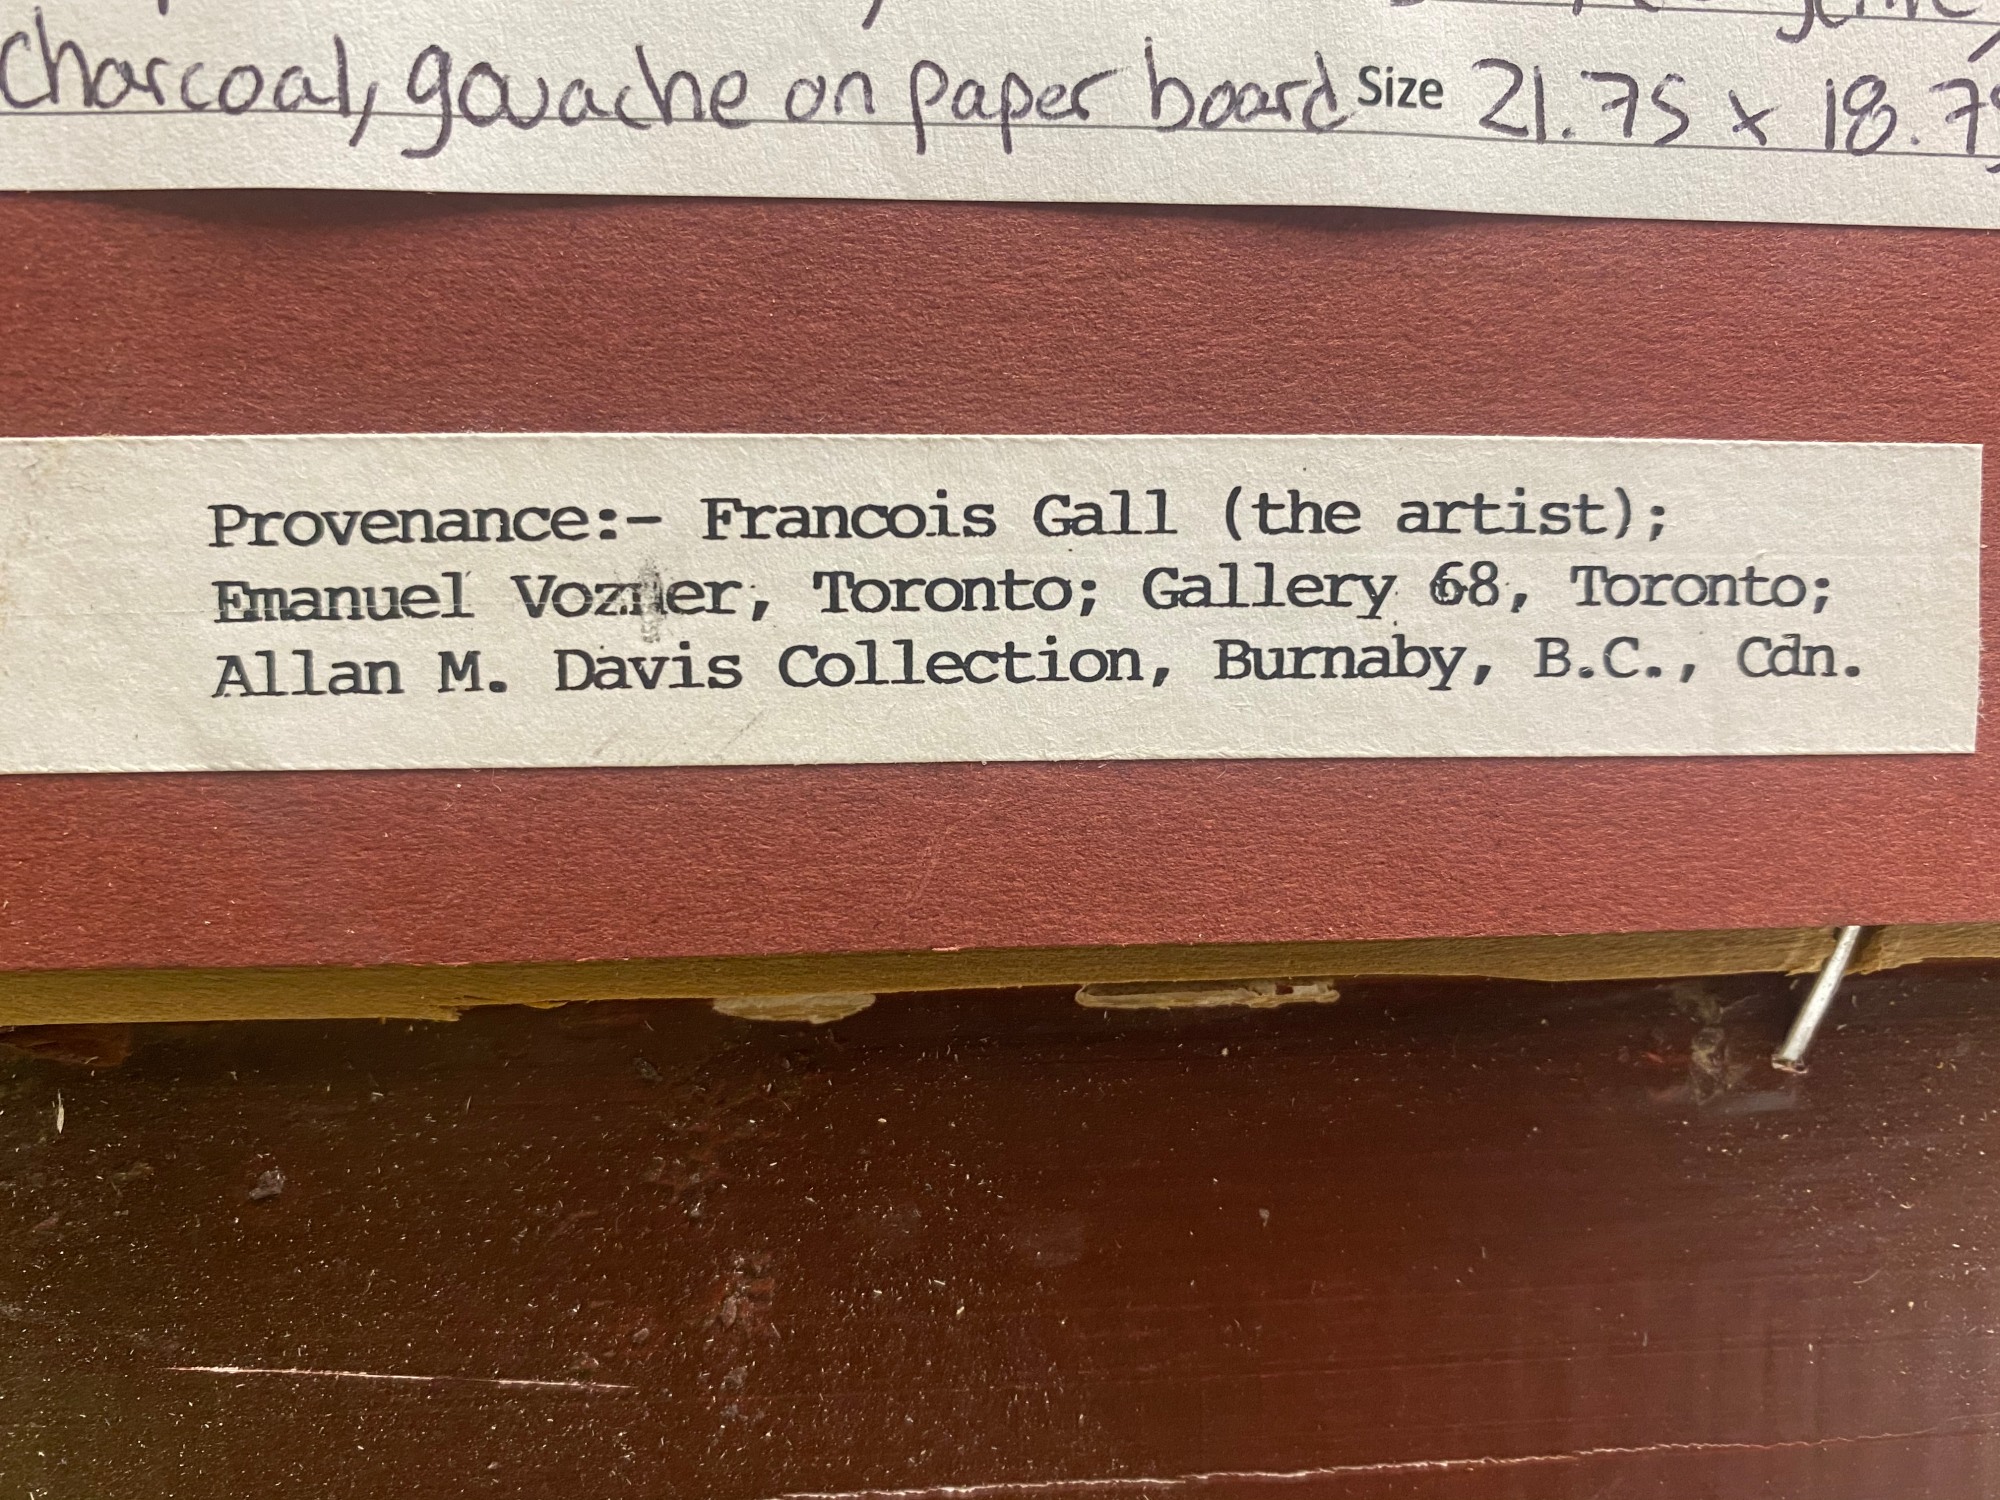 charcoal, gouache on paper board Size 21.75 x 18.75
Provenance:- Francois Gall (the artist);
Emanuel Vozner, Toronto; Gallery 68, Toronto;
Allan M. Davis Collection, Burnaby, B.C., Cdn.